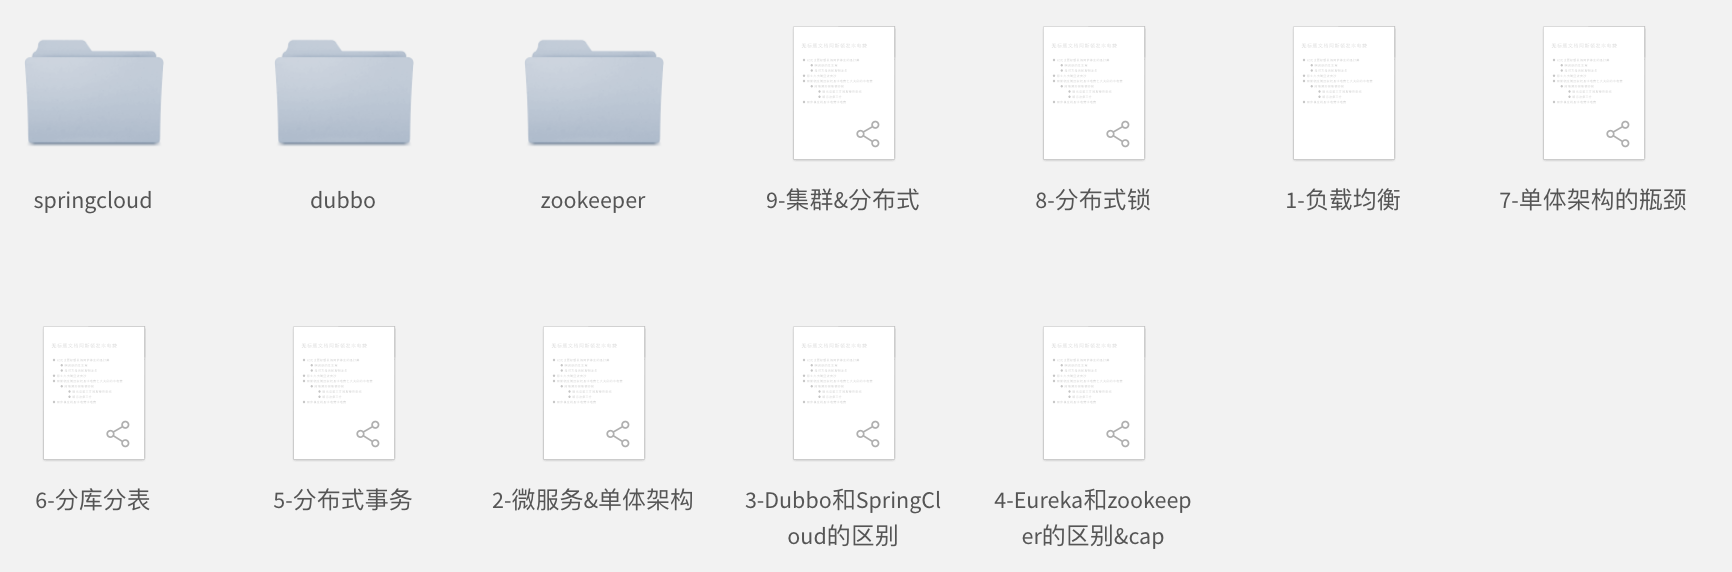 springcloud
dubbo
zookeeper
9-集群&分布式
8-分布式锁
1-负载均衡
7-单体架构的瓶颈
6-分库分表
5-分布式事务
2-微服务&单体架构
3-Dubbo和SpringCl
oud的区别
4-Eureka和zookeep
er的区别&cap